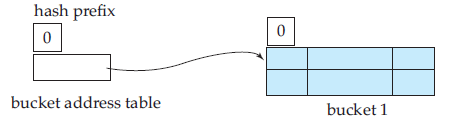 hash prefix
0
0
bucket address table
bucket 1